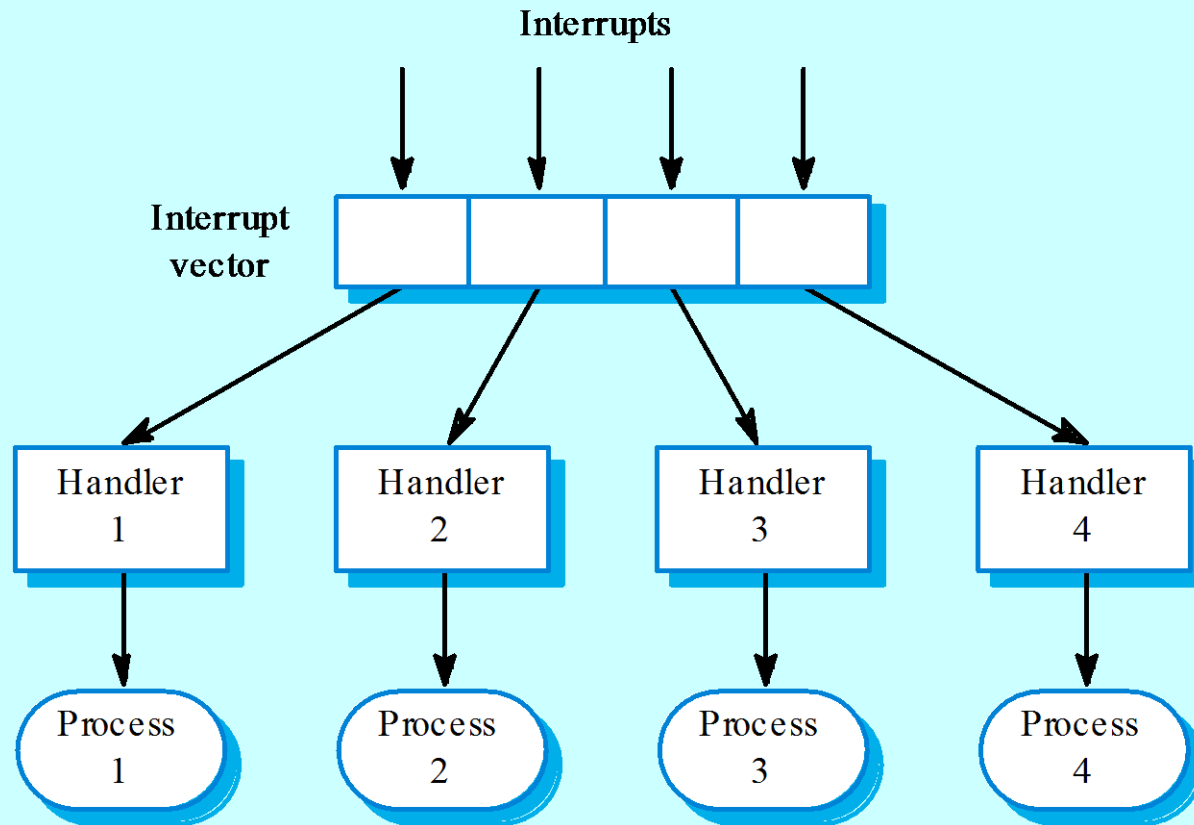 Interrupts
Interrupt
vector
Handler
1
Handler
2
Handler
3
Handler
4
Process
1
Process
2
Process
3
Process
4